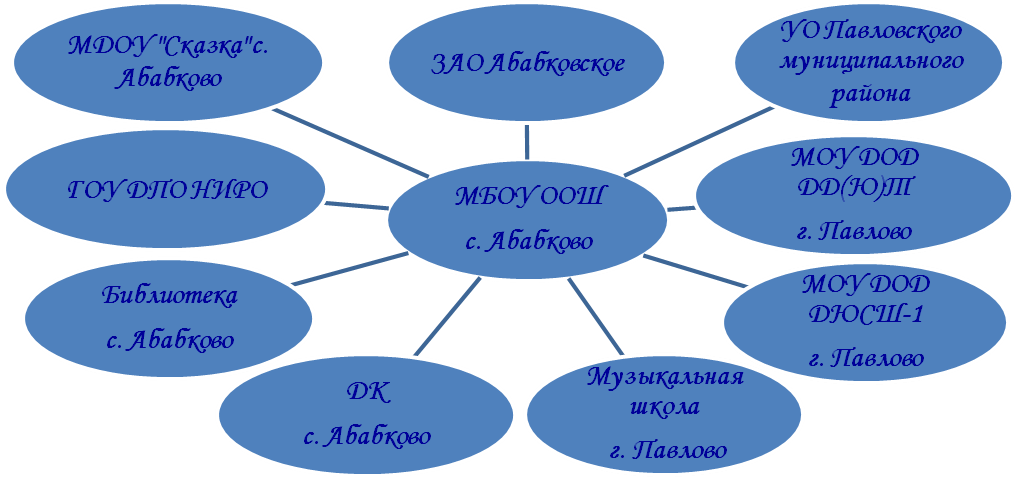 МДОУ "Сказка" с.
Абабково
ЗАО Абабковское
УО Павловского
муниципального
района
ГОУ ДПО НИРО
МБОУ ООШ
с. Абабково
МОУ ДОД
ДД(Ю)Т
г. Павлово
Библиотека
с. Абабково
МОУ ДОД
ДЮСШ-1
г. Павлово
ДК
с. Абабково
Музыкальная
школа
г. Павлово